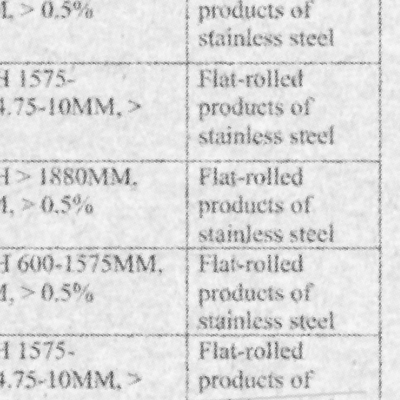 M, > 0.5%
products of
stainless steel
H 1575-
4.75-10MM, >
Flat-rolled
products of
stainless steel
H > 1880MM,
M, > 0.5%
Flat-rolled
products of
stainless steel
H 600-1575MM,
M, > 0.5%
Flat-rolled
products of
stainless steel
H 1575-
4.75-10MM, >
Flat-rolled
products of